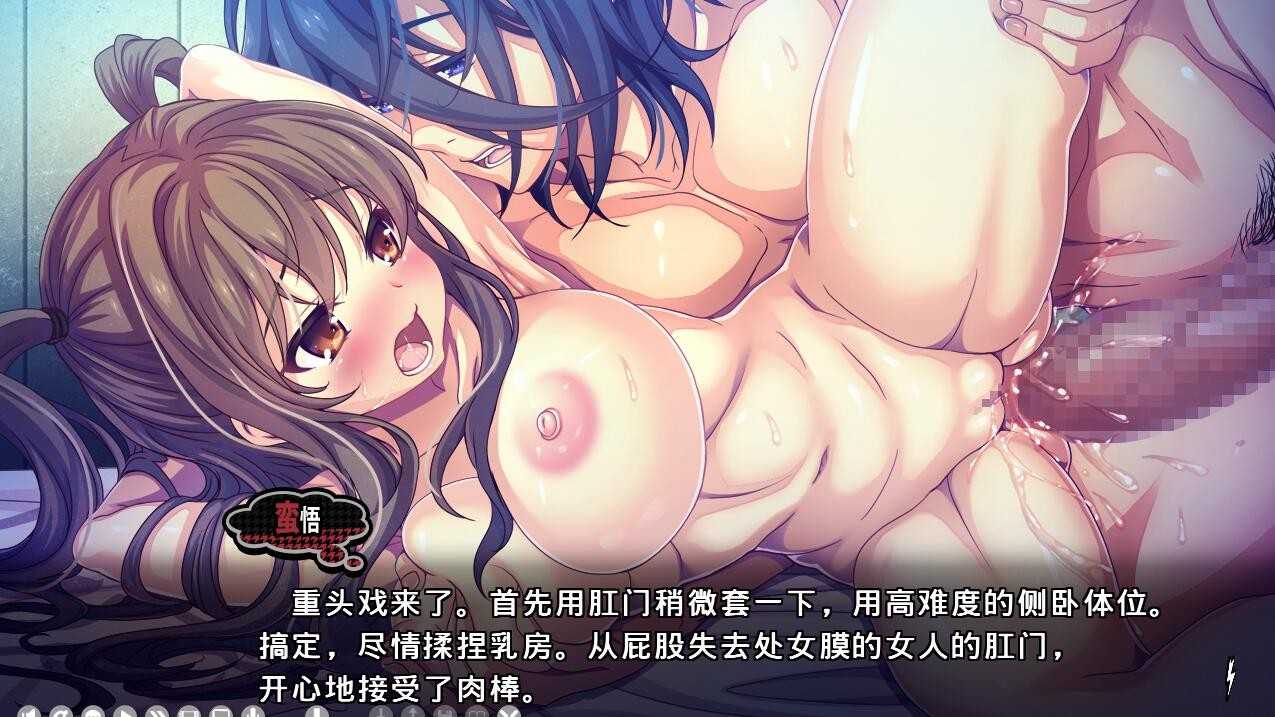 蛮悟
重头戏来了。首先用肛门稍微套一下，用高难度的侧卧体位。
搞定，尽情揉捏乳房。从屁股失去处女膜的女人的肛门，
开心地接受了肉棒。